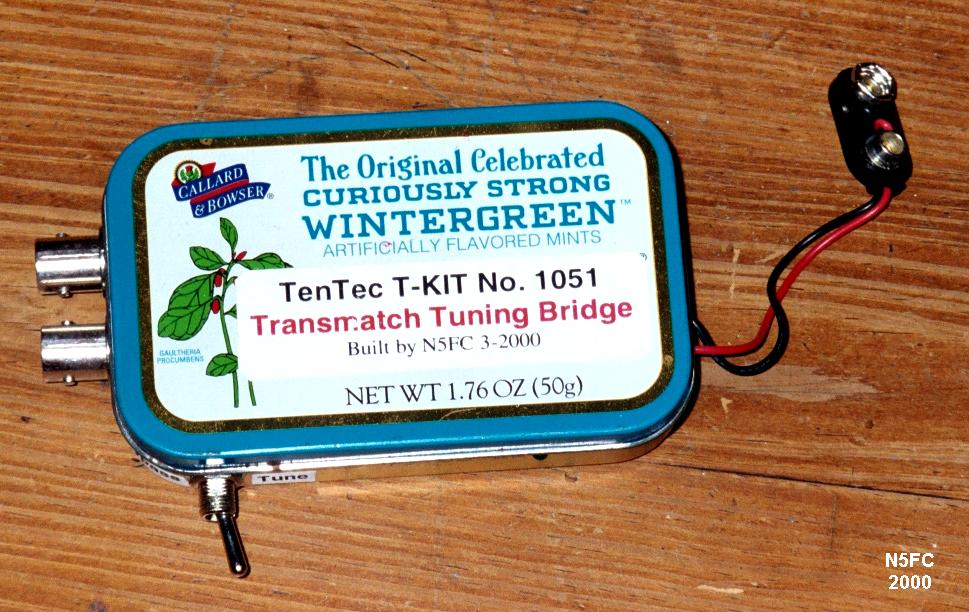 CALLARD
& BOWSER®
The Original Celebrated
CURIOUSLY STRONG
WINTERGREEN™
ARTIFICIALLY FLAVORED MINTS
TenTec T-KIT No. 1051
Transmatch Tuning Bridge
Built by N5FC 3-2000
GAULTHERIA
PROCUMBENS
NET WT 1.76 OZ (50g)
Tune
N5FC
2000